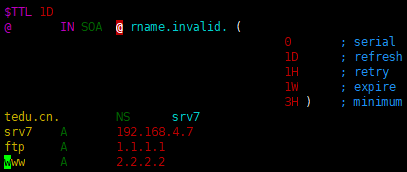 $TTL 1D
@ IN SOA @ rname.invalid. (
0 ; serial
1D ; refresh
1H ; retry
1W ; expire
3H ) ; minimum
tedu.cn. NS srv7
srv7 A 192.168.4.7
ftp A 1.1.1.1
www A 2.2.2.2